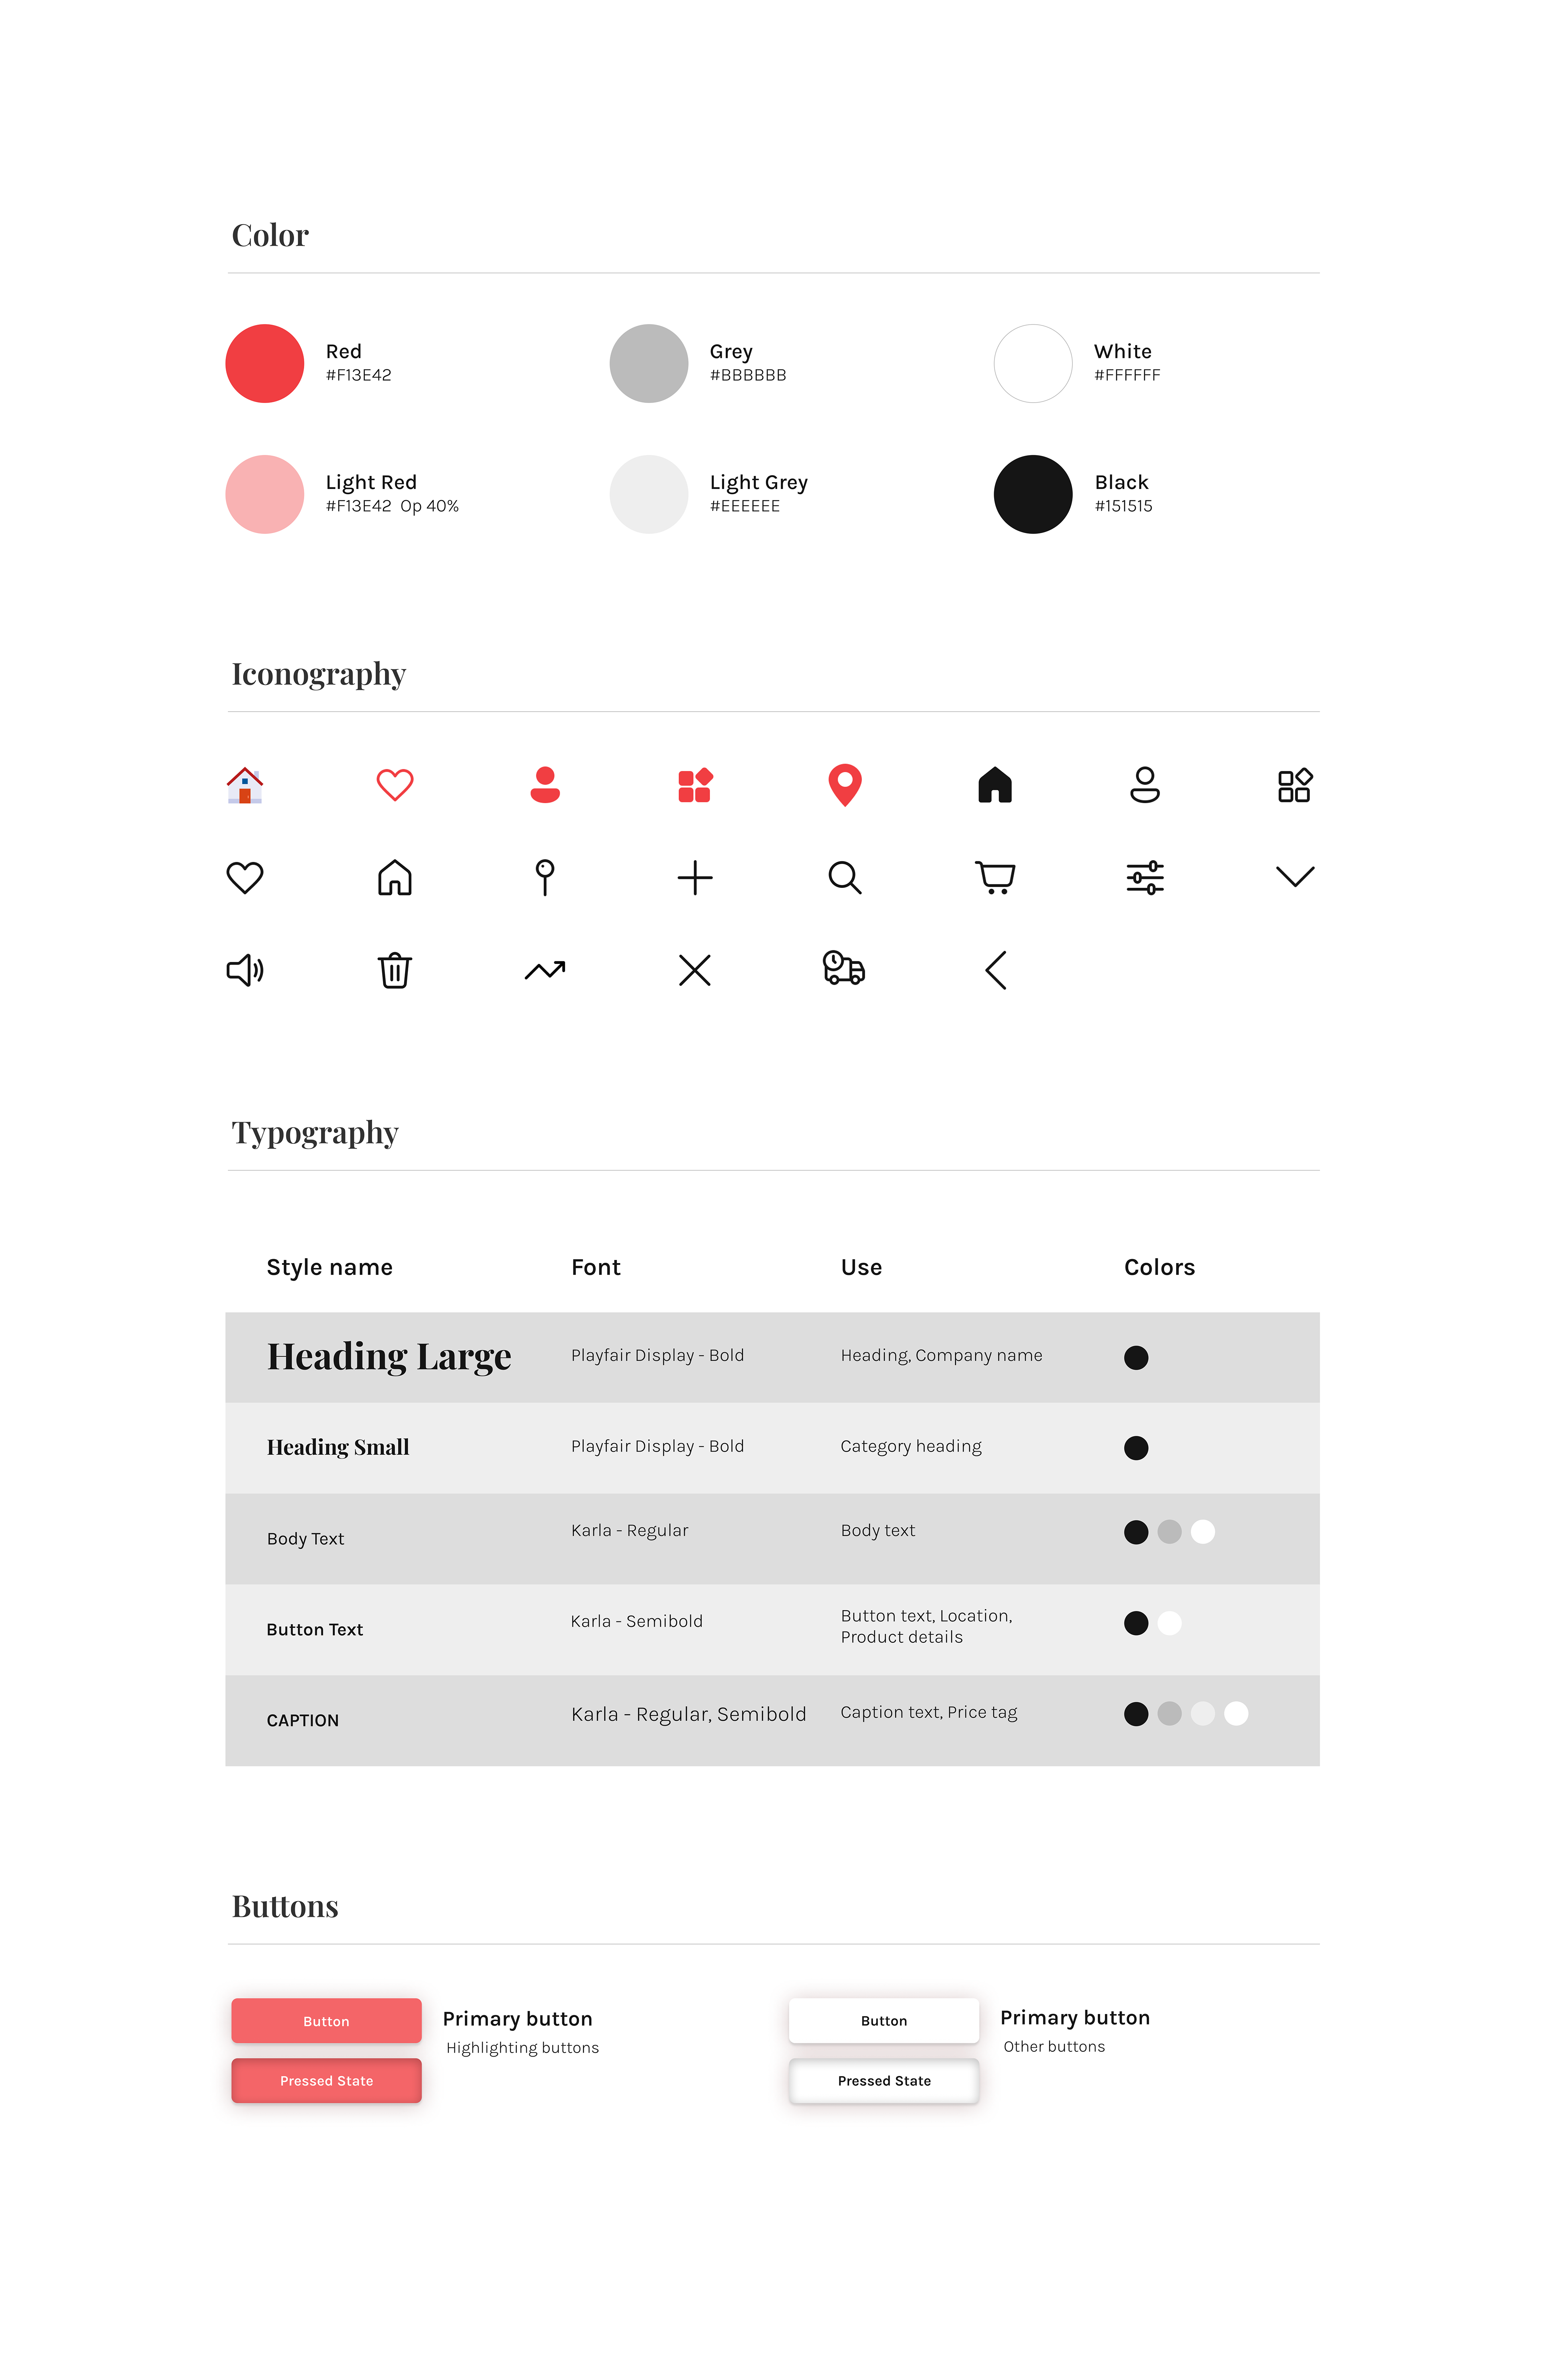 Color
Red
#F13E42
Grey
#BBBBBB
White
#FFFFFF
Light Red
#F13E42  Op 40%
Light Grey
#EEEEEE
Black
#151515
Iconography
Typography
Style name
Font
Use
Colors
Heading Large
Playfair Display - Bold
Heading, Company name
Heading Small
Playfair Display - Bold
Category heading
Body Text
Karla - Regular
Body text
Button Text
Karla - Semibold
Button text, Location,
Product details
CAPTION
Karla - Regular, Semibold
Caption text, Price tag
Buttons
Button
Pressed State
Primary button
Highlighting buttons
Button
Pressed State
Primary button
Other buttons